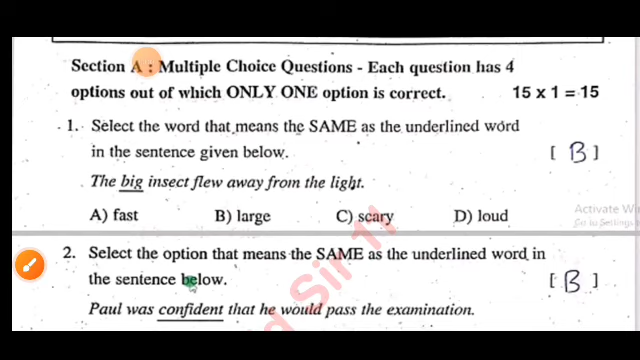 Section A : Multiple Choice Questions - Each question has 4
options out of which ONLY ONE option is correct. 15 x 1 = 15
1. Select the word that means the SAME as the underlined word
in the sentence given below. [ B ]
The big insect flew away from the light.
A) fast B) large C) scary D) loud
Activate
Go to Settings
2. Select the option that means the SAME as the underlined word in
the sentence below. [ B ]
Paul was confident that he would pass the examination.
Sir 11